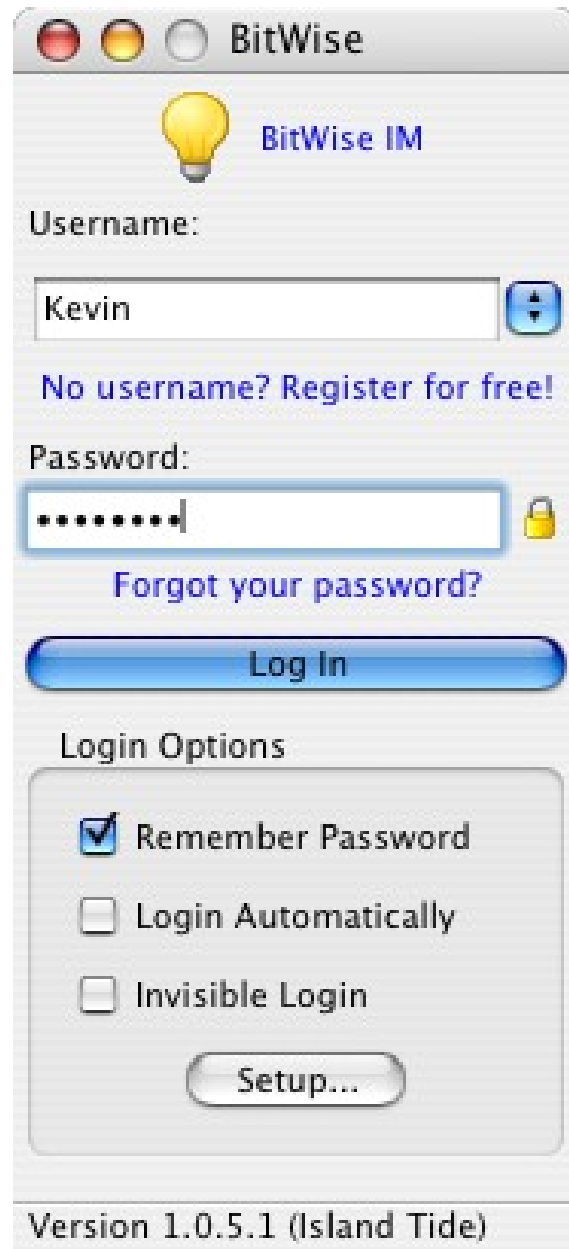 BitWise
BitWise IM
Username:
Kevin
No username? Register for free!
Password:
••••••••
Forgot your password?
Log In
Login Options
Remember Password
Login Automatically
Invisible Login
Setup...
Version 1.0.5.1 (Island Tide)